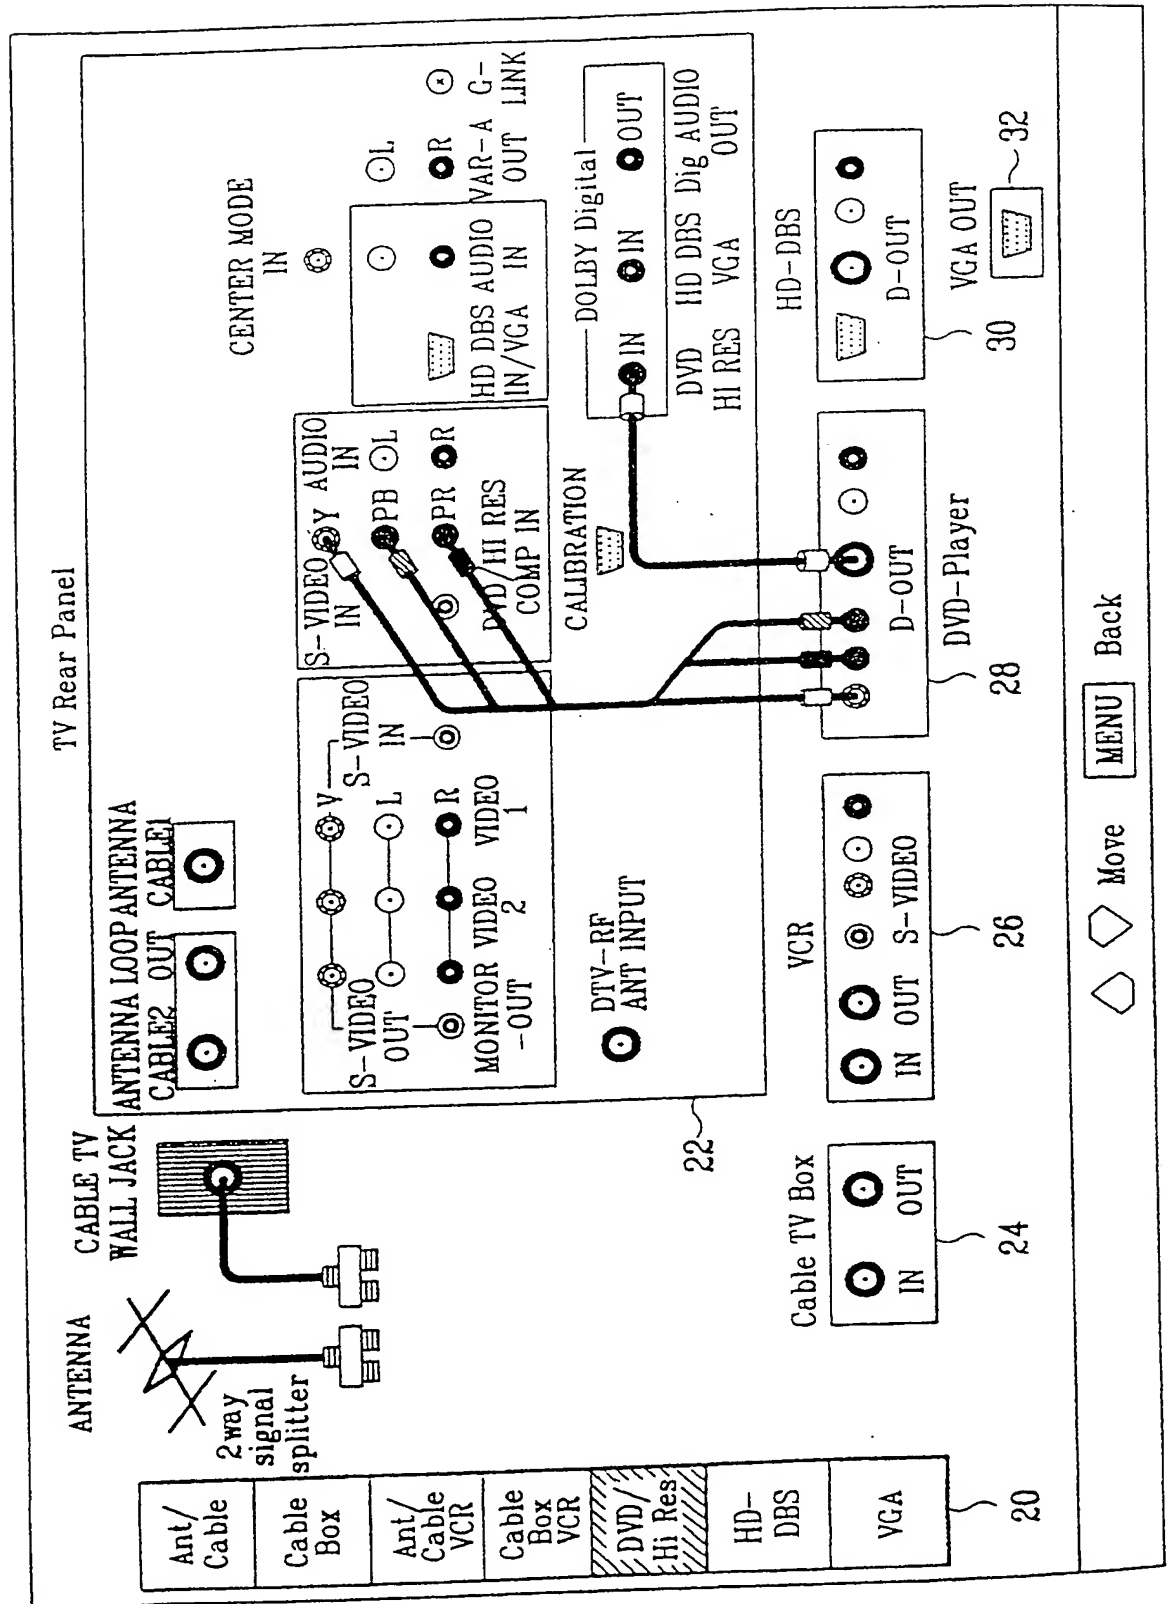 TV Rear Panel
ANTENNA
CABLE TV
WALL JACK
2way
signal
splitter
ANTENNA LOOPANTENNA
CABLE2 OUT CABLE1
CENTER MODE
IN
S-VIDEO
OUT
V
S-VIDEO
IN
L
R
MONITOR VIDEO VIDEO
-OUT 2 1
S-VIDEO
IN
Y AUDIO
IN
PB L
PR R
DVD HI RES
COMP IN
HD DBS AUDIO
IN/VGA IN
L
R
VAR-A
OUT
G-
LINK
DTV-RF
ANT INPUT
CALIBRATION
DOLBY Digital
IN IN OUT
DVD
HI RES
HD DBS
VGA
Dig AUDIO
OUT
22
Cable TV Box
IN OUT
24
VCR
IN OUT S-VIDEO
26
D-OUT
DVD-Player
28
HD-DBS
D-OUT
30
VGA OUT
32
Ant/
Cable
Cable
Box
Ant/
Cable
VCR
Cable
Box
VCR
DVD/
Hi Res
HD-
DBS
VGA
20
Move MENU Back